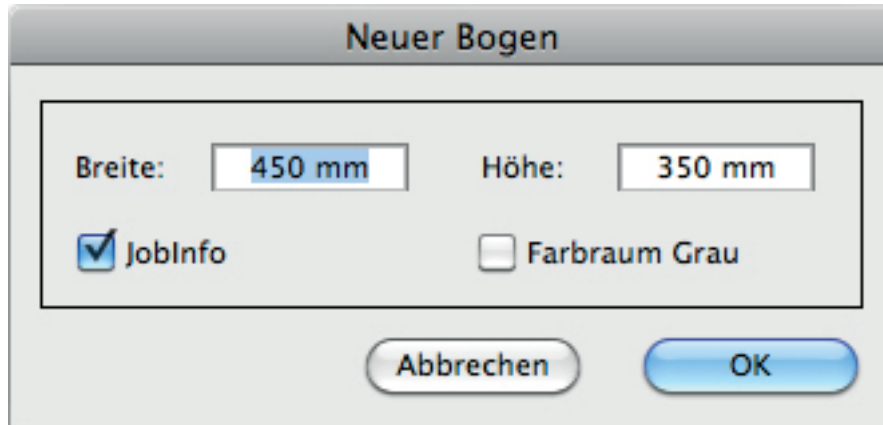 Neuer Bogen
Breite: 450 mm Höhe: 350 mm
JobInfo Farbraum Grau
Abbrechen OK